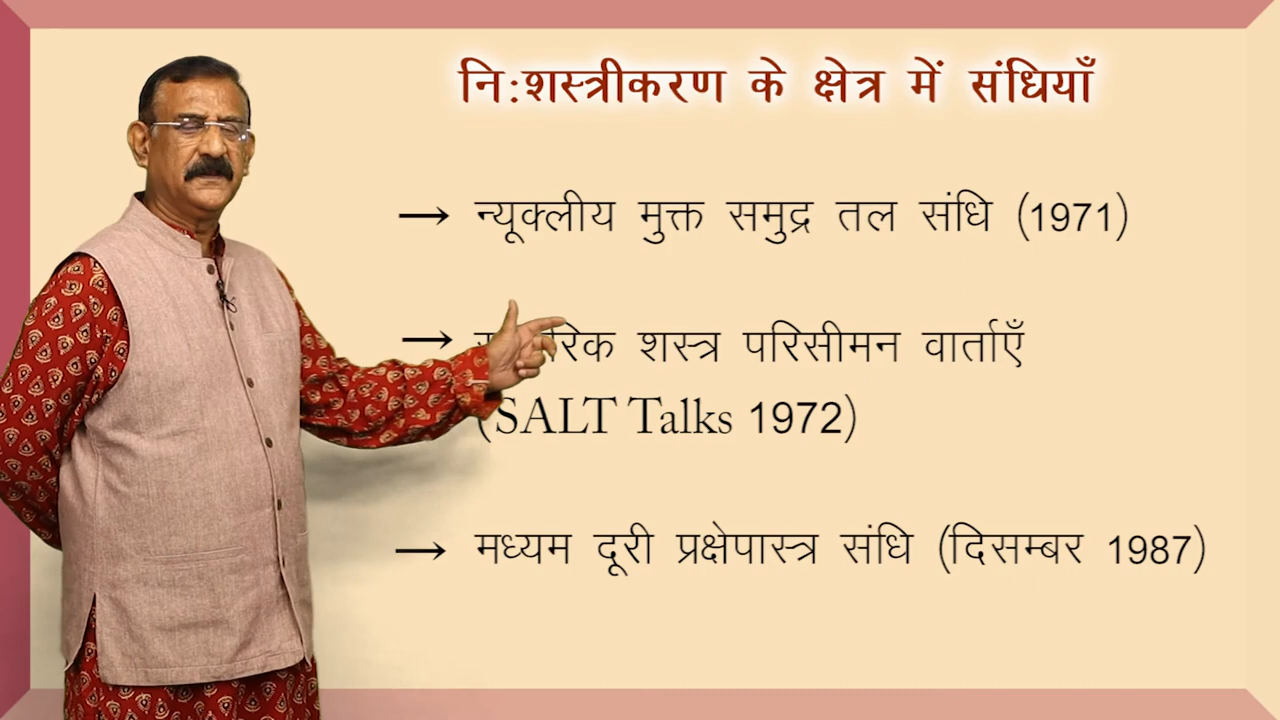 नि:शस्त्रीकरण के क्षेत्र में संधियाँ
→ न्यूक्लीय मुक्त समुद्र तल संधि (1971)
→ शस्त्र परिसीमन वार्ताएँ
(SALT Talks 1972)
→ मध्यम दूरी प्रक्षेपास्त्र संधि (दिसम्बर 1987)